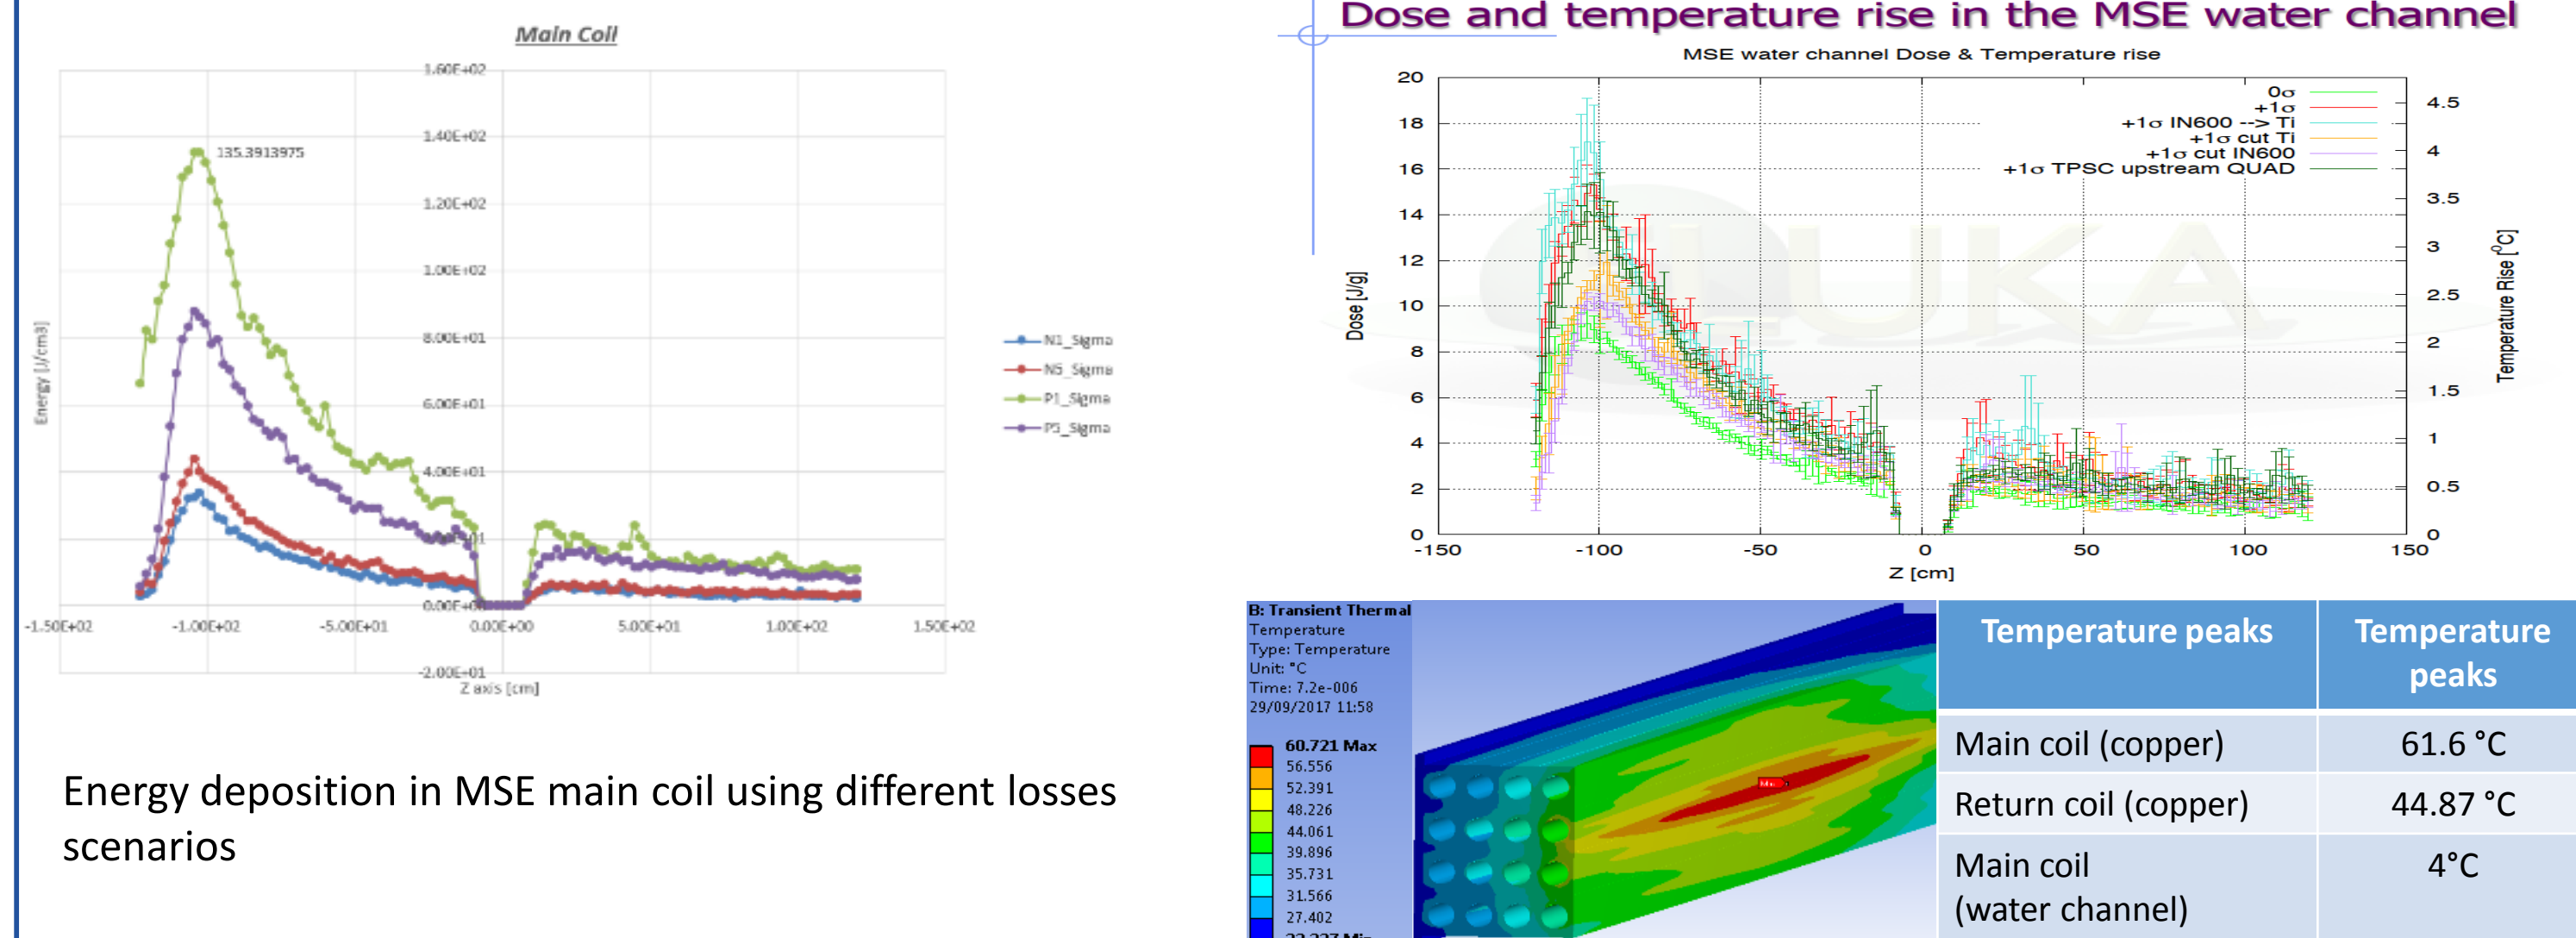 Main Coil
1.60E+02
1.40E+02
135.3913975
1.20E+02
1.00E+02
8.00E+01
6.00E+01
4.00E+01
0.00E+00
-2.00E+01
Energy [J/cm3]
-1.50E+02 -1.00E+02 -5.00E+01 0.00E+00 5.00E+01 1.00E+02 1.50E+02
Z axis [cm]
N1_Sigma
N5_Sigma
P1_Sigma
P5_Sigma
Energy deposition in MSE main coil using different losses
scenarios
Dose and temperature rise in the MSE water channel
MSE water channel Dose & Temperature rise
20
18
16
14
12
10
8
6
4
2
0
Dose [J/g]
0σ
+1σ
+1σ IN600 --> Ti
+1σ cut Ti
+1σ cut IN600
+1σ TPSC upstream QUAD
FLUKA
4.5
4
3.5
3
2.5
2
1.5
1
0.5
0
Temperature Rise [°C]
-150 -100 -50 0 50 100 150
Z [cm]
B: Transient Thermal
Temperature
Type: Temperature
Unit: °C
Time: 7.2e-006
29/09/2017 11:58
60.721 Max
56.556
52.391
48.226
44.061
39.896
35.731
31.566
27.402
Temperature peaks Temperature
peaks
Main coil (copper) 61.6 °C
Return coil (copper) 44.87 °C
Main coil 4°C
(water channel)